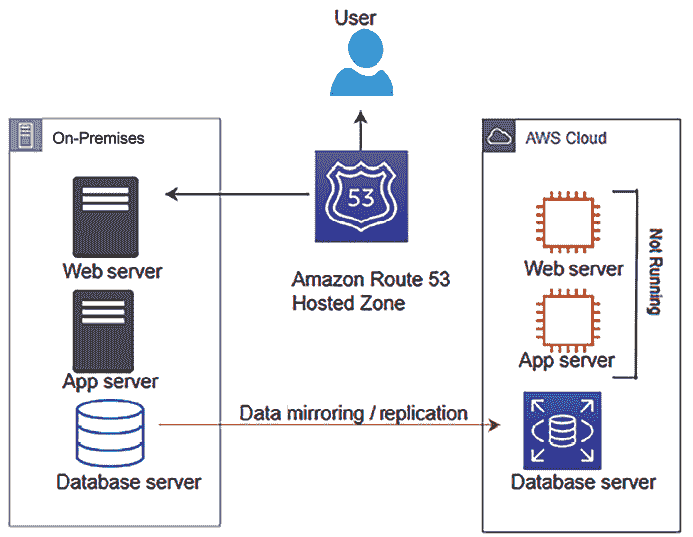 User
On-Premises
AWS Cloud
53
Web server
Amazon Route 53
Hosted Zone
Web server
Not Running
App server
App server
Data mirroring / replication
Database server
Database server